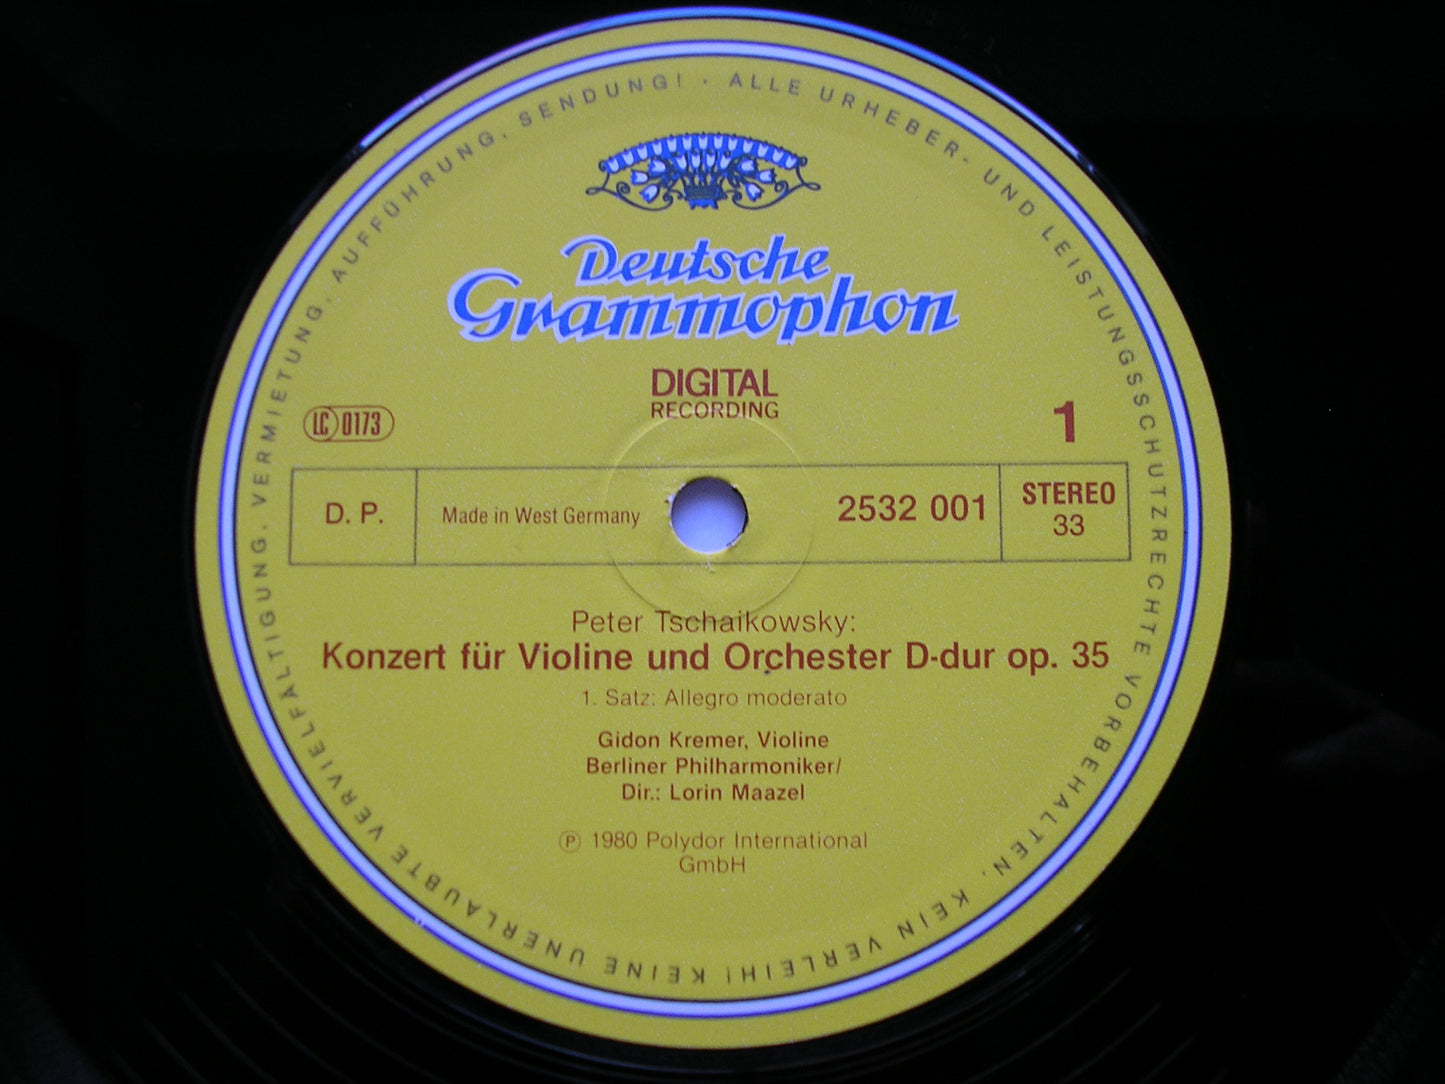 ALLE URHEBER- UND LEISTUNGSSCHUTZRECHTE VORBEHALTEN. KEIN VERLEIH! KEINE UNERLAUBTE VERVIELFÄLTIGUNG, VERMIETUNG, AUFFÜHRUNG, SENDUNG! ·
Deutsche
Grammophon
DIGITAL
RECORDING
LC 0173
1
D. P.
Made in West Germany
2532 001
STEREO
33
Peter Tschaikowsky:
Konzert für Violine und Orchester D-dur op. 35
1. Satz: Allegro moderato
Gidon Kremer, Violine
Berliner Philharmoniker/
Dir.: Lorin Maazel
℗ 1980 Polydor International
GmbH